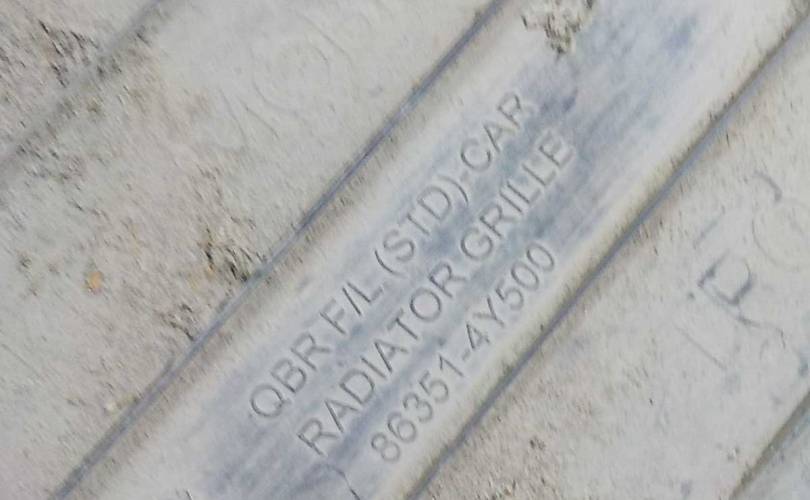 QBR F/L (STD)-CAR
RADIATOR GRILLE
86351-4Y500